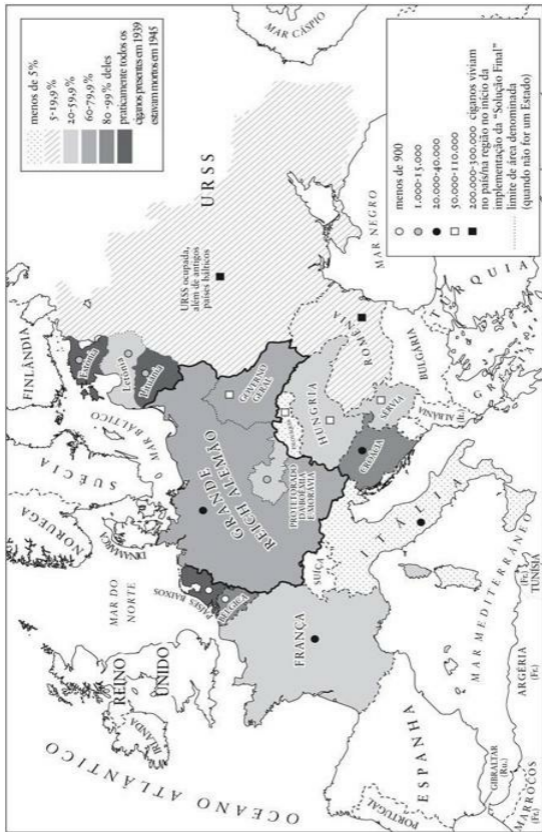 menos de 5%
5-19,9%
20-59,9%
60-79,9%
80-99% deles
praticamente todos os
ciganos presentes em 1939
estavam mortos em 1945
menos de 900
1.000-15.000
20.000-40.000
50.000-110.000
200.000-300.000 ciganos viviam
no país/na região no início da
implementação da “Solução Final”
limite de área denominada
(quando não for um Estado)
OCEANO ATLÂNTICO
IRLANDA
REINO
UNIDO
MAR DO
NORTE
NORUEGA
SUÉCIA
FINLÂNDIA
DINAMARCA
MAR BÁLTICO
Estônia
Letônia
Lituânia
URSS
URSS ocupada,
além de antigos
países bálticos
PAÍSES BAIXOS
BÉLGICA
GRANDE
REICH ALEMÃO
GOVERNO
GERAL
PROTETORADO
DA BOÊMIA
E MORÁVIA
FRANÇA
SUÍÇA
HUNGRIA
ROMÊNIA
CROÁCIA
SÉRVIA
BULGÁRIA
ALBÂNIA
(It.)
GRÉCIA
TURQUIA
MAR NEGRO
MAR CÁSPIO
ITÁLIA
PORTUGAL
ESPANHA
MAR MEDITERRÂNEO
GIBRALTAR
(R.U.)
MARROCOS
(Fr.)
ARGÉLIA
(Fr.)
TUNÍSIA
(Fr.)